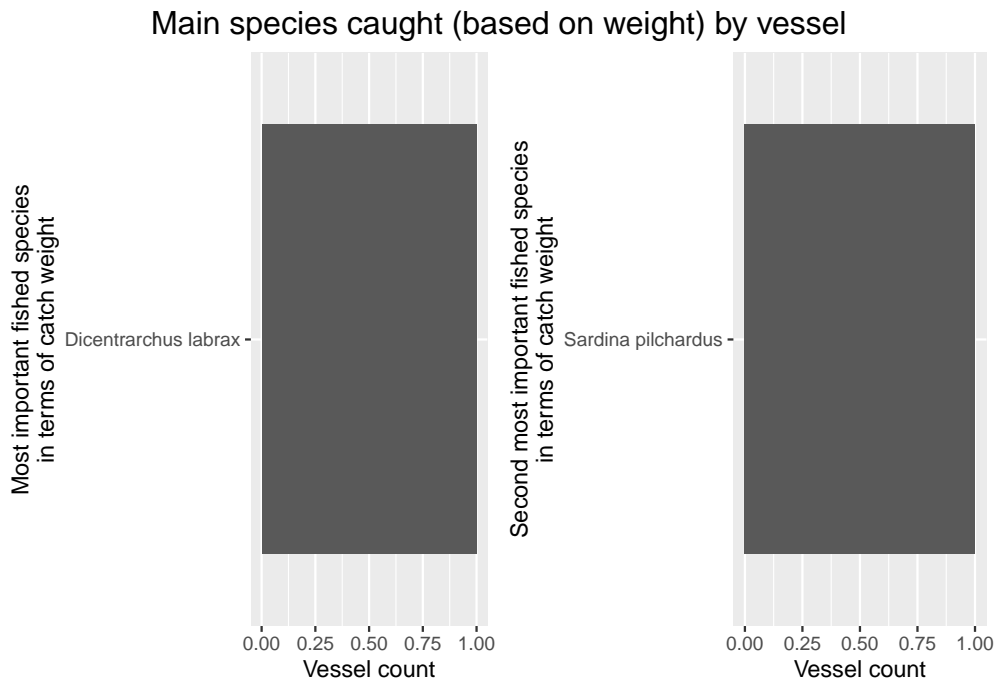 Main species caught (based on weight) by vessel
Most important fished species
in terms of catch weight
Dicentrarchus labrax
0.00 0.25 0.50 0.75 1.00
Vessel count
Second most important fished species
in terms of catch weight
Sardina pilchardus
0.00 0.25 0.50 0.75 1.00
Vessel count